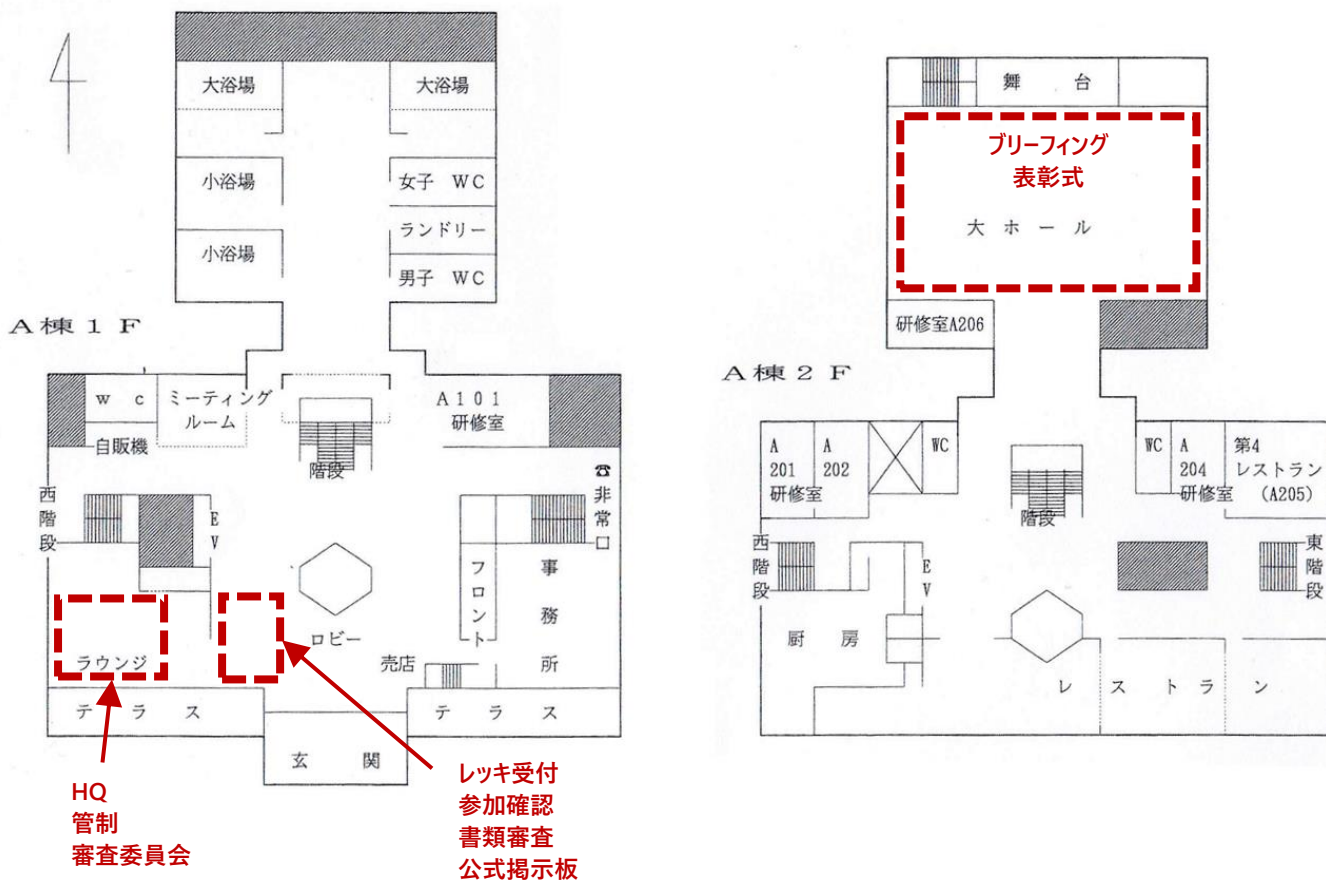 大浴場
大浴場
小浴場
女子 WC
ランドリー
小浴場
男子 WC
A棟1F
WC
ミーティング
ルーム
A101
研修室
自販機
階段
☎
非常口
西階段
EV
フロント
事務所
ロビー
ラウンジ
売店
テラス
テラス
玄関
HQ
管制
審査委員会
レッキ受付
参加確認
書類審査
公式掲示板
舞台
ブリーフィング
表彰式
大ホール
研修室A206
A棟2F
A
201
A
202
研修室
WC
WC
A
204
研修室
第4
レストラン
(A205)
階段
西階段
EV
東階段
厨房
レストラン